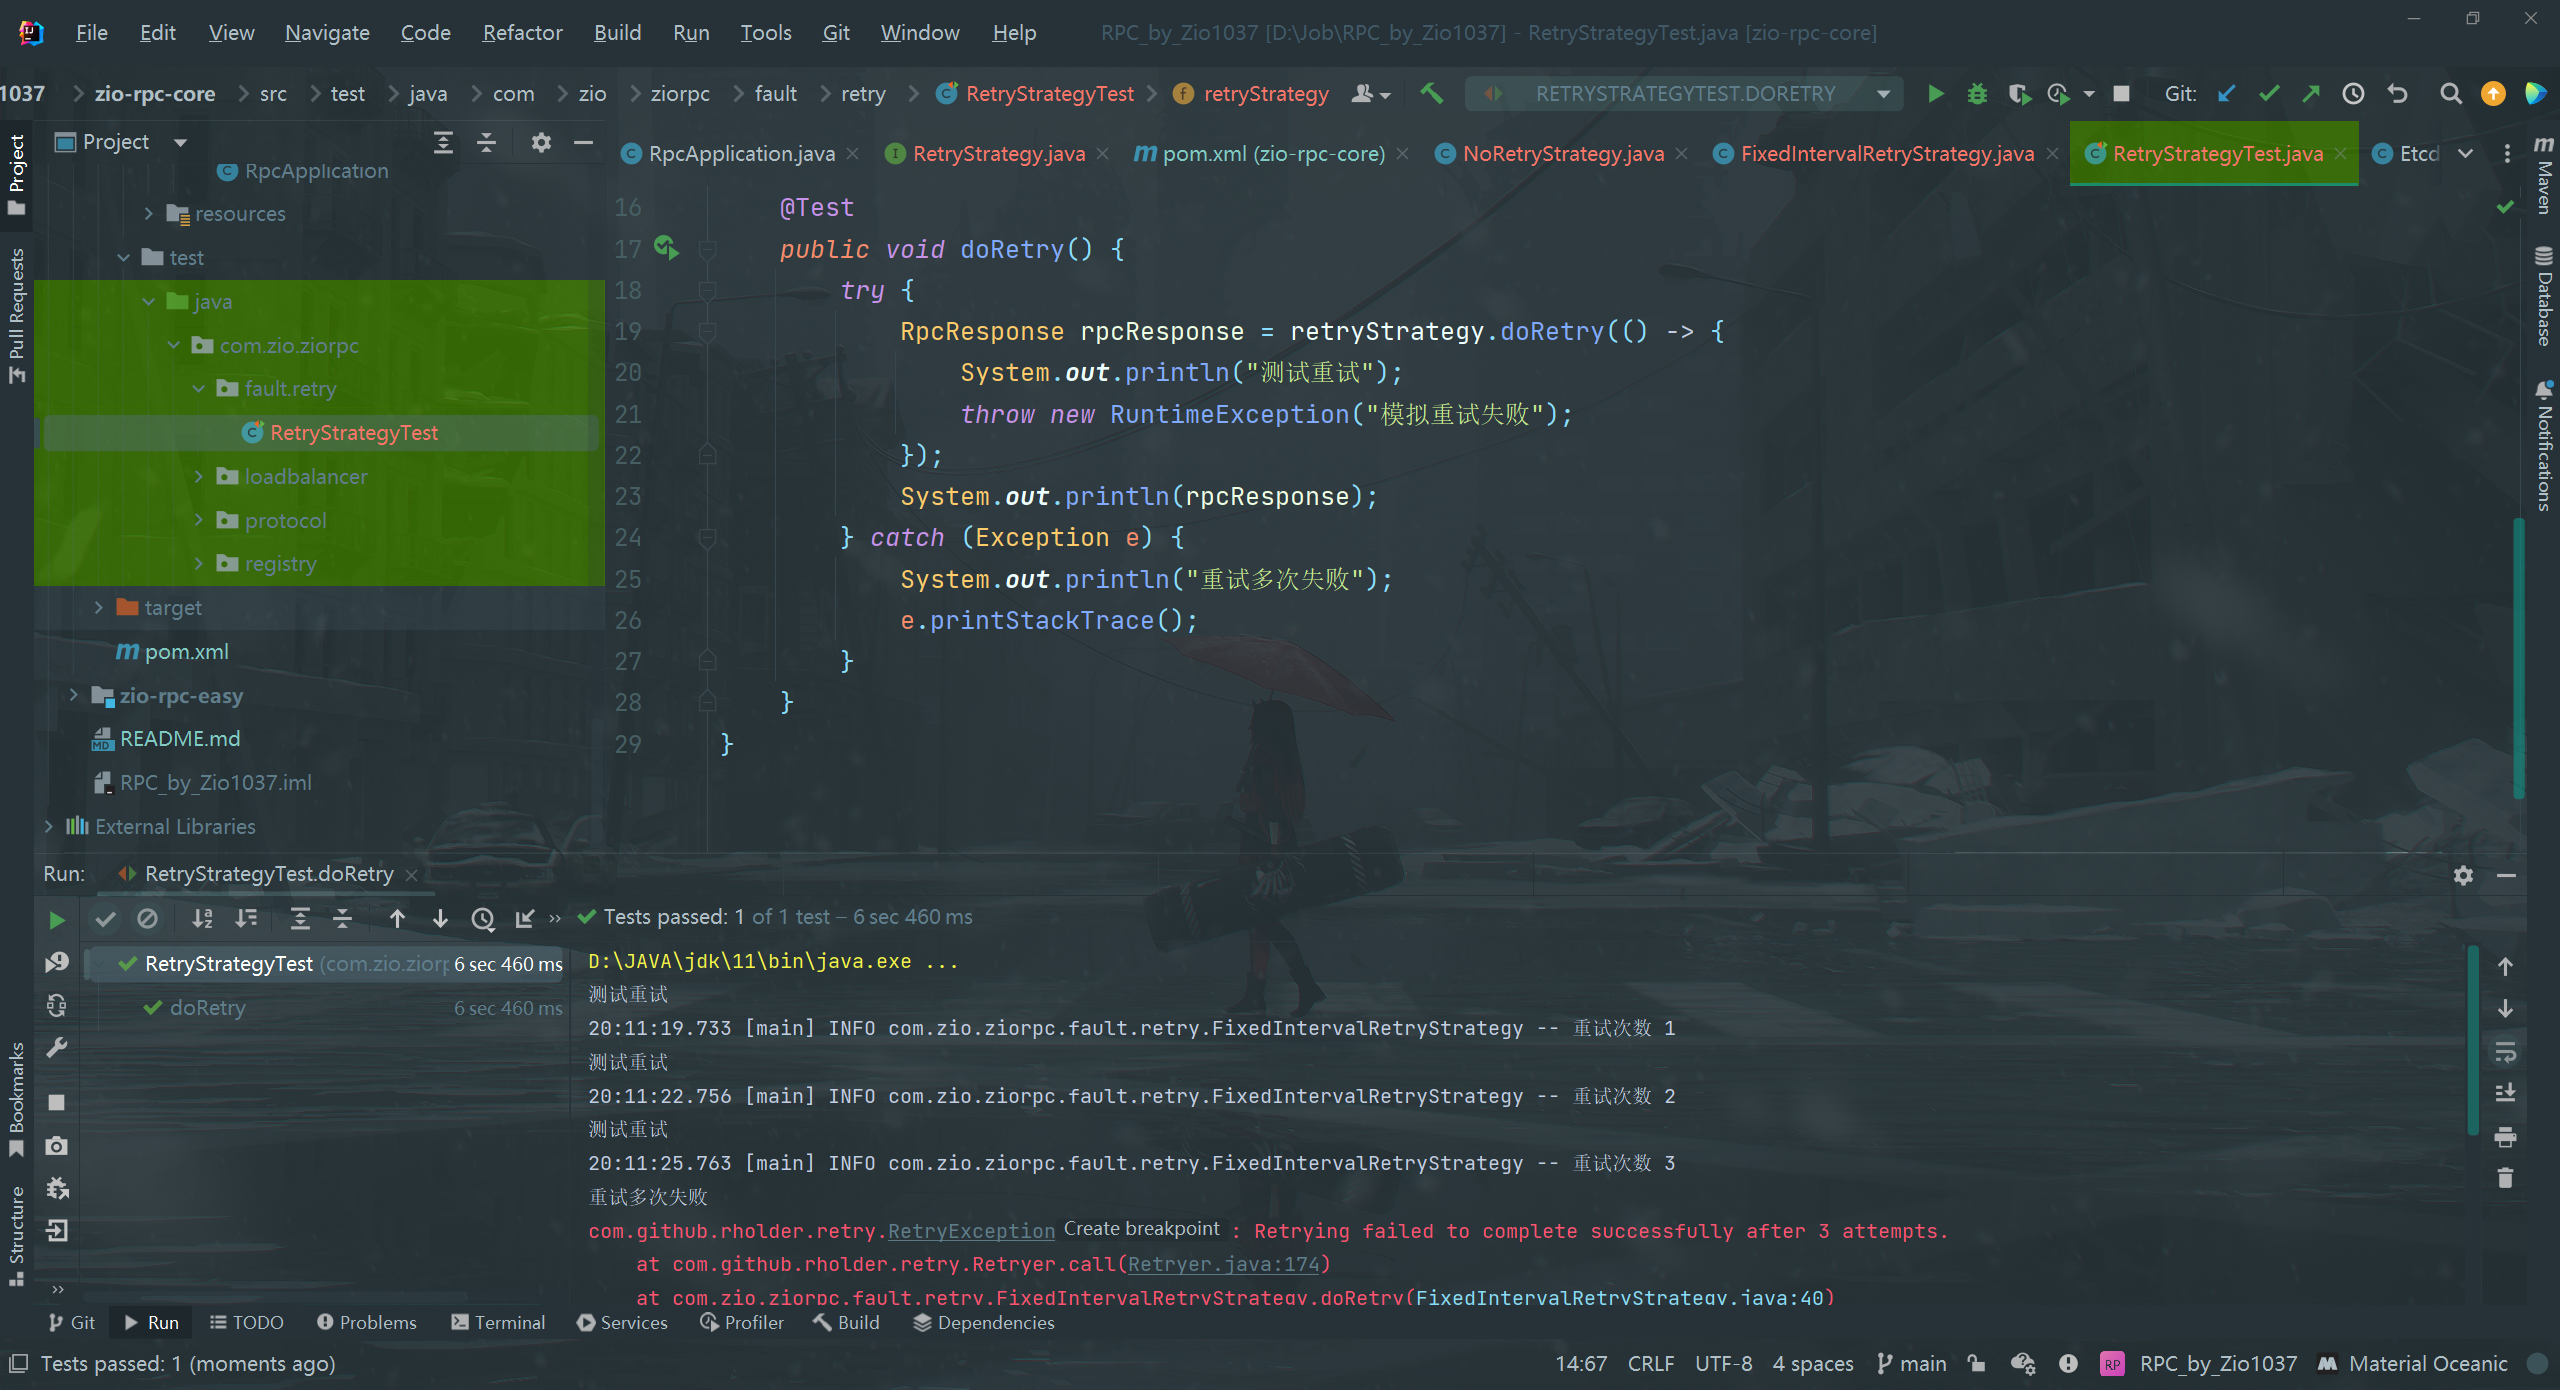 File Edit View Navigate Code Refactor Build Run Tools Git Window Help RPC_by_Zio1037 [D:\Job\RPC_by_Zio1037] - RetryStrategyTest.java [zio-rpc-core]
1037 zio-rpc-core src test java com zio ziorpc fault retry RetryStrategyTest retryStrategy RETRYSTRATEGYTEST.DORETRY Git:
Project
RpcApplication.java RetryStrategy.java pom.xml (zio-rpc-core) NoRetryStrategy.java FixedIntervalRetryStrategy.java RetryStrategyTest.java Etcd
Project
Pull Requests
Bookmarks
Structure
RpcApplication
resources
test
java
com.zio.ziorpc
fault.retry
RetryStrategyTest
loadbalancer
protocol
registry
target
pom.xml
zio-rpc-easy
README.md
RPC_by_Zio1037.iml
External Libraries
16 @Test
17 public void doRetry() {
18 try {
19 RpcResponse rpcResponse = retryStrategy.doRetry(() -> {
20 System.out.println("测试重试");
21 throw new RuntimeException("模拟重试失败");
22 });
23 System.out.println(rpcResponse);
24 } catch (Exception e) {
25 System.out.println("重试多次失败");
26 e.printStackTrace();
27 }
28 }
29 }
Maven
Database
Notifications
Run: RetryStrategyTest.doRetry
Tests passed: 1 of 1 test – 6 sec 460 ms
RetryStrategyTest (com.zio.ziorp 6 sec 460 ms
doRetry 6 sec 460 ms
D:\JAVA\jdk\11\bin\java.exe ...
测试重试
20:11:19.733 [main] INFO com.zio.ziorpc.fault.retry.FixedIntervalRetryStrategy -- 重试次数 1
测试重试
20:11:22.756 [main] INFO com.zio.ziorpc.fault.retry.FixedIntervalRetryStrategy -- 重试次数 2
测试重试
20:11:25.763 [main] INFO com.zio.ziorpc.fault.retry.FixedIntervalRetryStrategy -- 重试次数 3
重试多次失败
com.github.rholder.retry.RetryException Create breakpoint : Retrying failed to complete successfully after 3 attempts.
at com.github.rholder.retry.Retryer.call(Retryer.java:174)
at com.zio.ziorpc.fault.retry.FixedIntervalRetryStrategy.doRetry(FixedIntervalRetryStrategy.java:40)
Git Run TODO Problems Terminal Services Profiler Build Dependencies
Tests passed: 1 (moments ago) 14:67 CRLF UTF-8 4 spaces main RP RPC_by_Zio1037 Material Oceanic